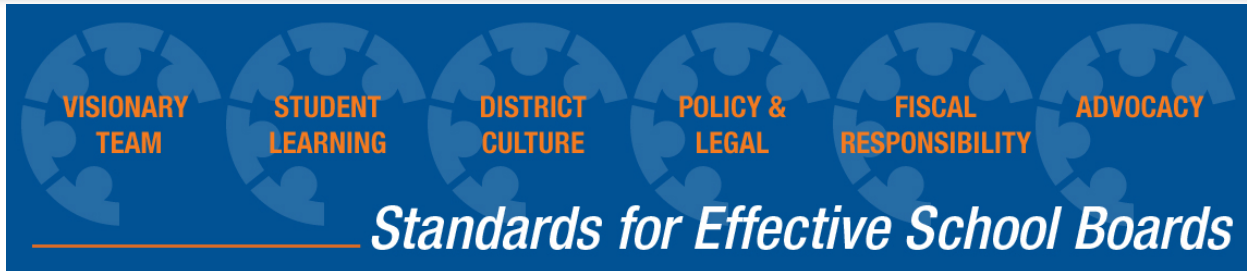 VISIONARY
TEAM
STUDENT
LEARNING
DISTRICT
CULTURE
POLICY &
LEGAL
FISCAL
RESPONSIBILITY
ADVOCACY
Standards for Effective School Boards